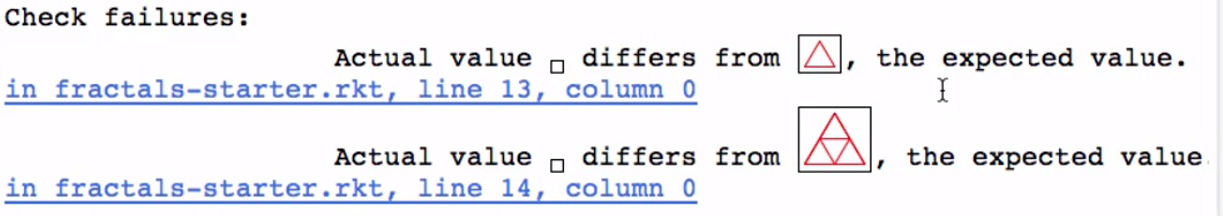 Check failures:
Actual value differs from , the expected value.
in fractals-starter.rkt, line 13, column 0
Actual value differs from , the expected value.
in fractals-starter.rkt, line 14, column 0